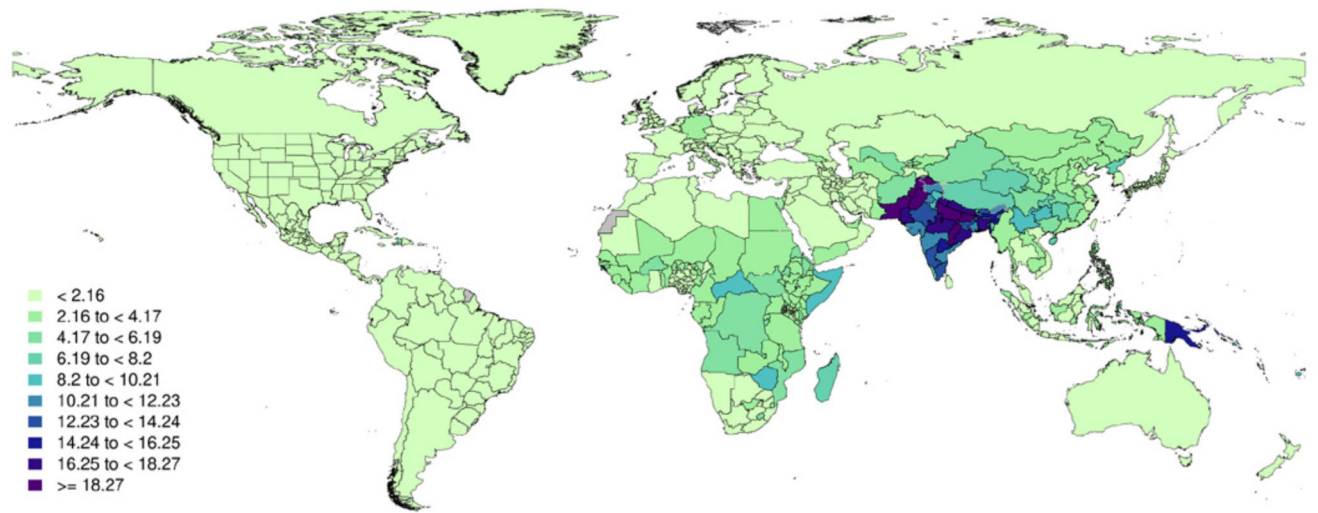 < 2.16
2.16 to < 4.17
4.17 to < 6.19
6.19 to < 8.2
8.2 to < 10.21
10.21 to < 12.23
12.23 to < 14.24
14.24 to < 16.25
16.25 to < 18.27
>= 18.27